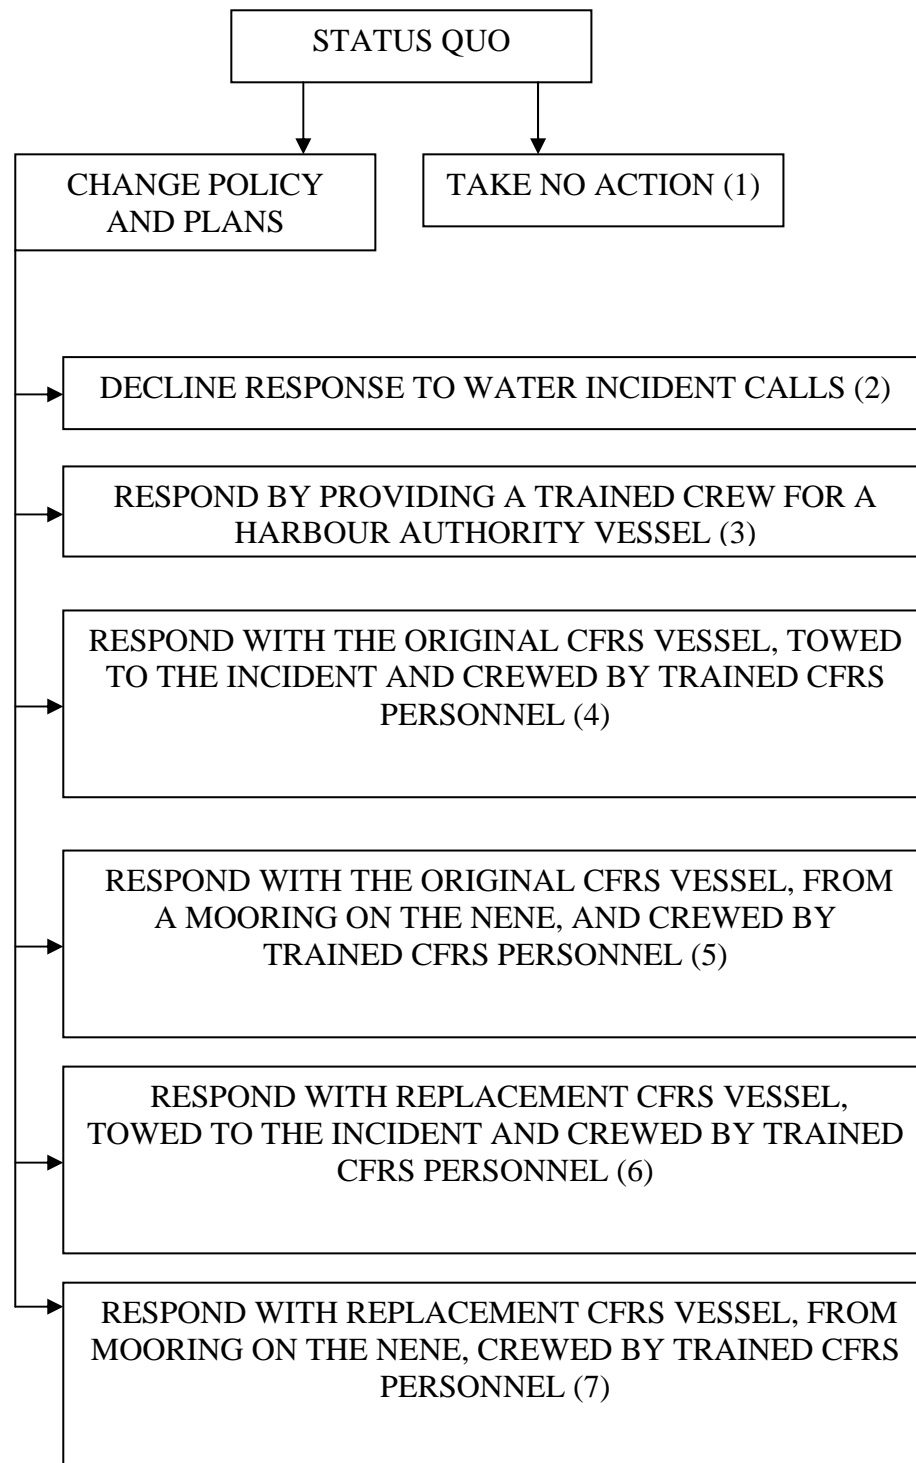 STATUS QUO
CHANGE POLICY
AND PLANS
TAKE NO ACTION (1)
DECLINE RESPONSE TO WATER INCIDENT CALLS (2)
RESPOND BY PROVIDING A TRAINED CREW FOR A
HARBOUR AUTHORITY VESSEL (3)
RESPOND WITH THE ORIGINAL CFRS VESSEL, TOWED
TO THE INCIDENT AND CREWED BY TRAINED CFRS
PERSONNEL (4)
RESPOND WITH THE ORIGINAL CFRS VESSEL, FROM
A MOORING ON THE NENE, AND CREWED BY
TRAINED CFRS PERSONNEL (5)
RESPOND WITH REPLACEMENT CFRS VESSEL,
TOWED TO THE INCIDENT AND CREWED BY TRAINED
CFRS PERSONNEL (6)
RESPOND WITH REPLACEMENT CFRS VESSEL, FROM
MOORING ON THE NENE, CREWED BY TRAINED CFRS
PERSONNEL (7)